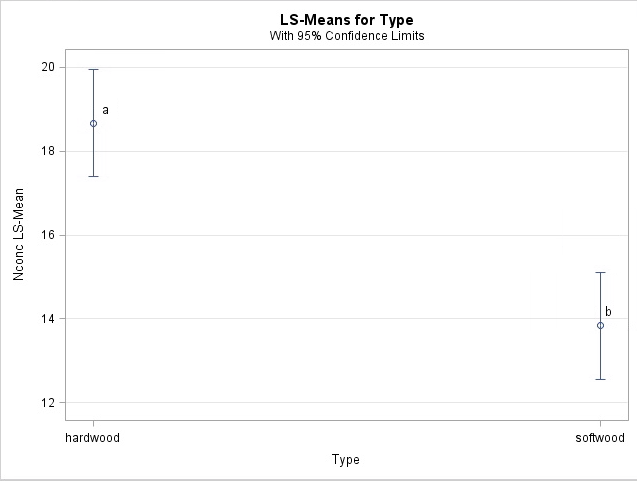 LS-Means for Type
With 95% Confidence Limits
20
a
18
Nconc LS-Mean
16
14
b
12
hardwood softwood
Type